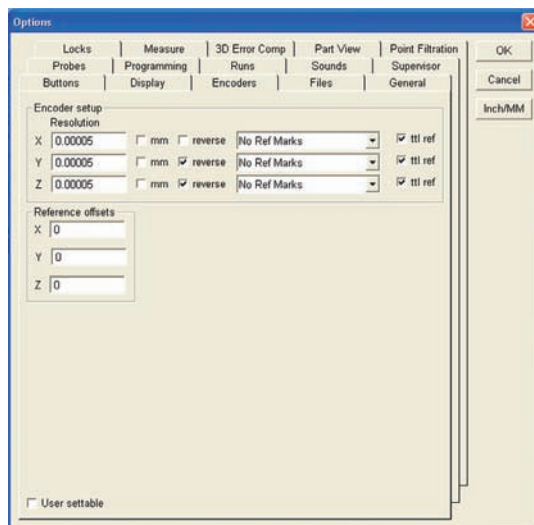 Options
Locks Measure 3D Error Comp Part View Point Filtration
Probes Programming Runs Sounds Supervisor
Buttons Display Encoders Files General
OK
Cancel
Inch/MM
Encoder setup
Resolution
X 0.00005 mm reverse No Ref Marks ttl ref
Y 0.00005 mm reverse No Ref Marks ttl ref
Z 0.00005 mm reverse No Ref Marks ttl ref
Reference offsets
X 0
Y 0
Z 0
User settable